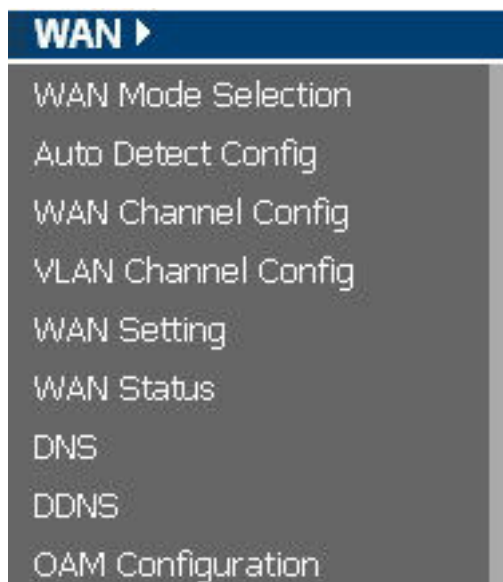 WAN
WAN Mode Selection
Auto Detect Config
WAN Channel Config
VLAN Channel Config
WAN Setting
WAN Status
DNS
DDNS
OAM Configuration